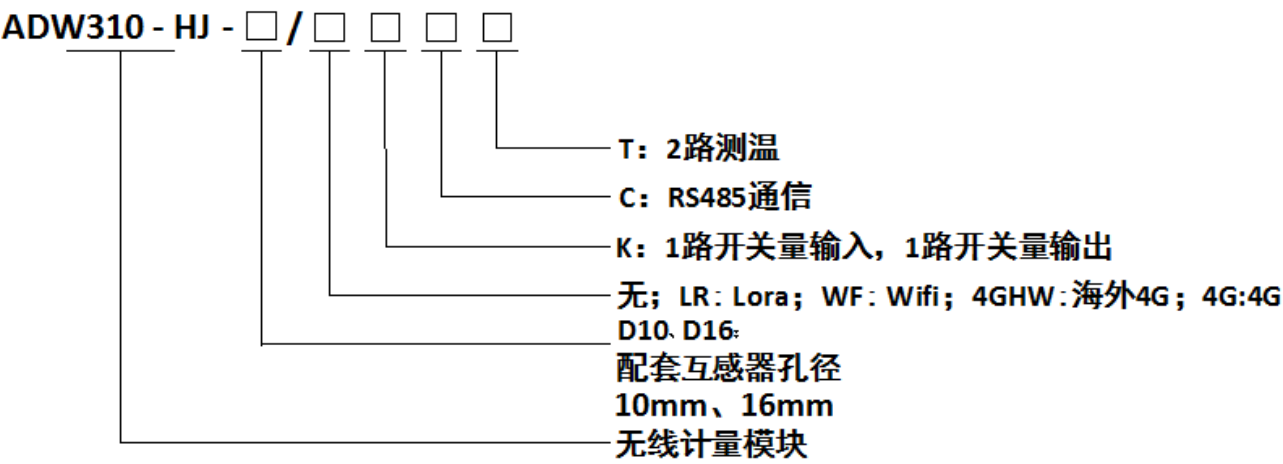 ADW310 - HJ - □ / □ □ □ □
T：2路测温
C：RS485通信
K：1路开关量输入，1路开关量输出
无；LR：Lora；WF：Wifi；4GHW：海外4G；4G:4G
D10、D16：
配套互感器孔径
10mm、16mm
无线计量模块